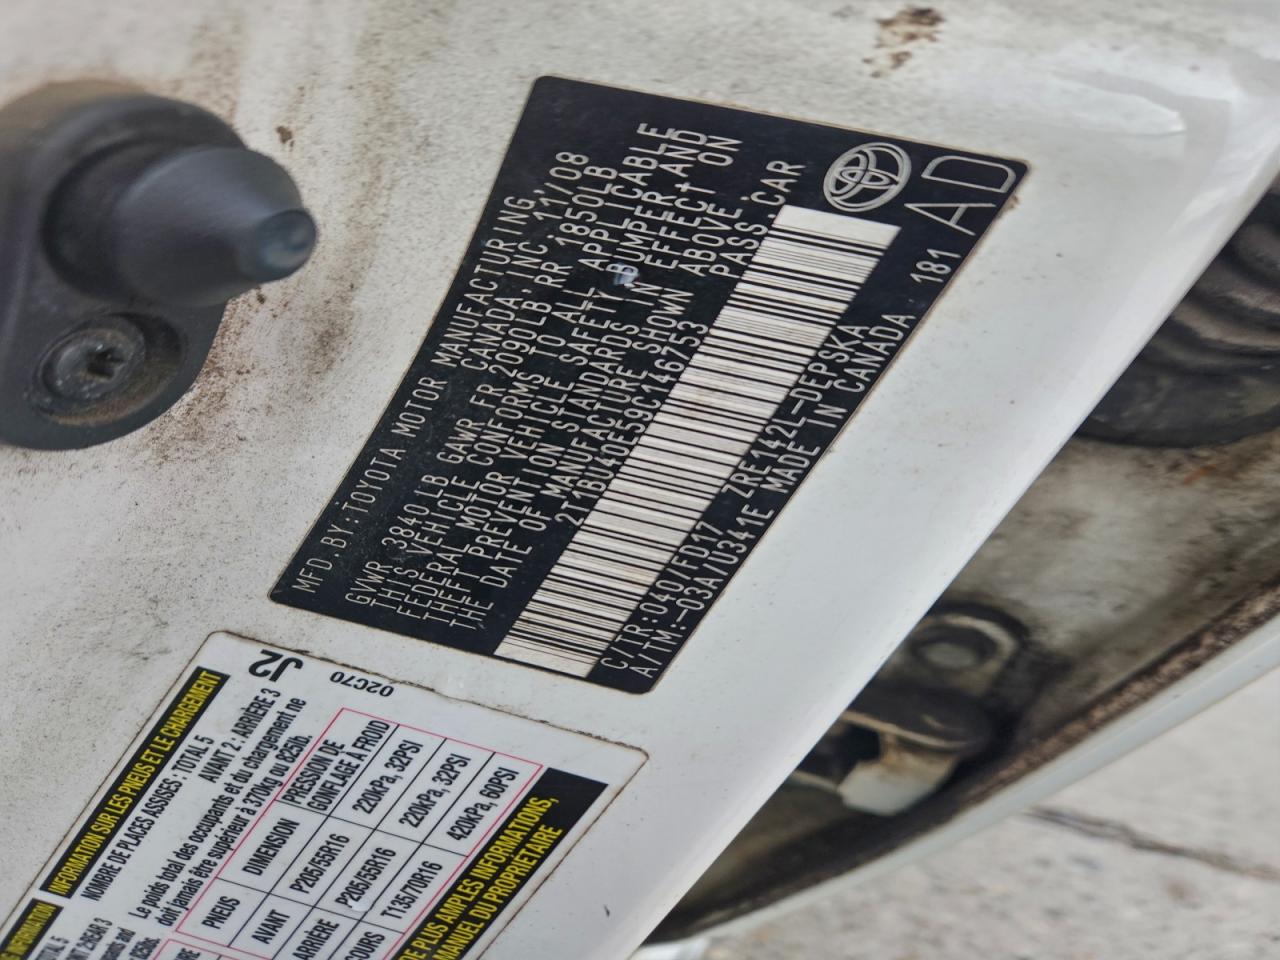 MFD.BY:TOYOTA MOTOR MANUFACTURING
CANADA,INC. 11/08
GVWR 3840 LB GAWR FR 2090LB RR 1850LB
THIS VEHICLE CONFORMS TO ALL APPLICABLE
FEDERAL MOTOR VEHICLE SAFETY, BUMPER,AND
THEFT PREVENTION STANDARDS IN EFFECT ON
THE DATE OF MANUFACTURE SHOWN ABOVE.
2T1BU40E59C146753 PASS.CAR
C/TR:040/FD17 ZRE142L-DEPSKA 181
A/TM:-03A/U341E MADE IN CANADA
AD
J2
02C70
INFORMATION SUR LES PNEUS ET LE CHARGEMENT
NOMBRE DE PLACES ASSISES : TOTAL 5
AVANT 2 : ARRIÈRE 3
Le poids total des occupants et du chargement ne
doit jamais être supérieur à 370kg ou 825lb.
PNEUS DIMENSION PRESSION DE
GONFLAGE À FROID
AVANT P205/55R16 220kPa, 32PSI
ARRIÈRE P205/55R16 220kPa, 32PSI
COURS T135/70R16 420kPa, 60PSI
DE PLUS AMPLES INFORMATIONS,
MANUEL DU PROPRIÉTAIRE